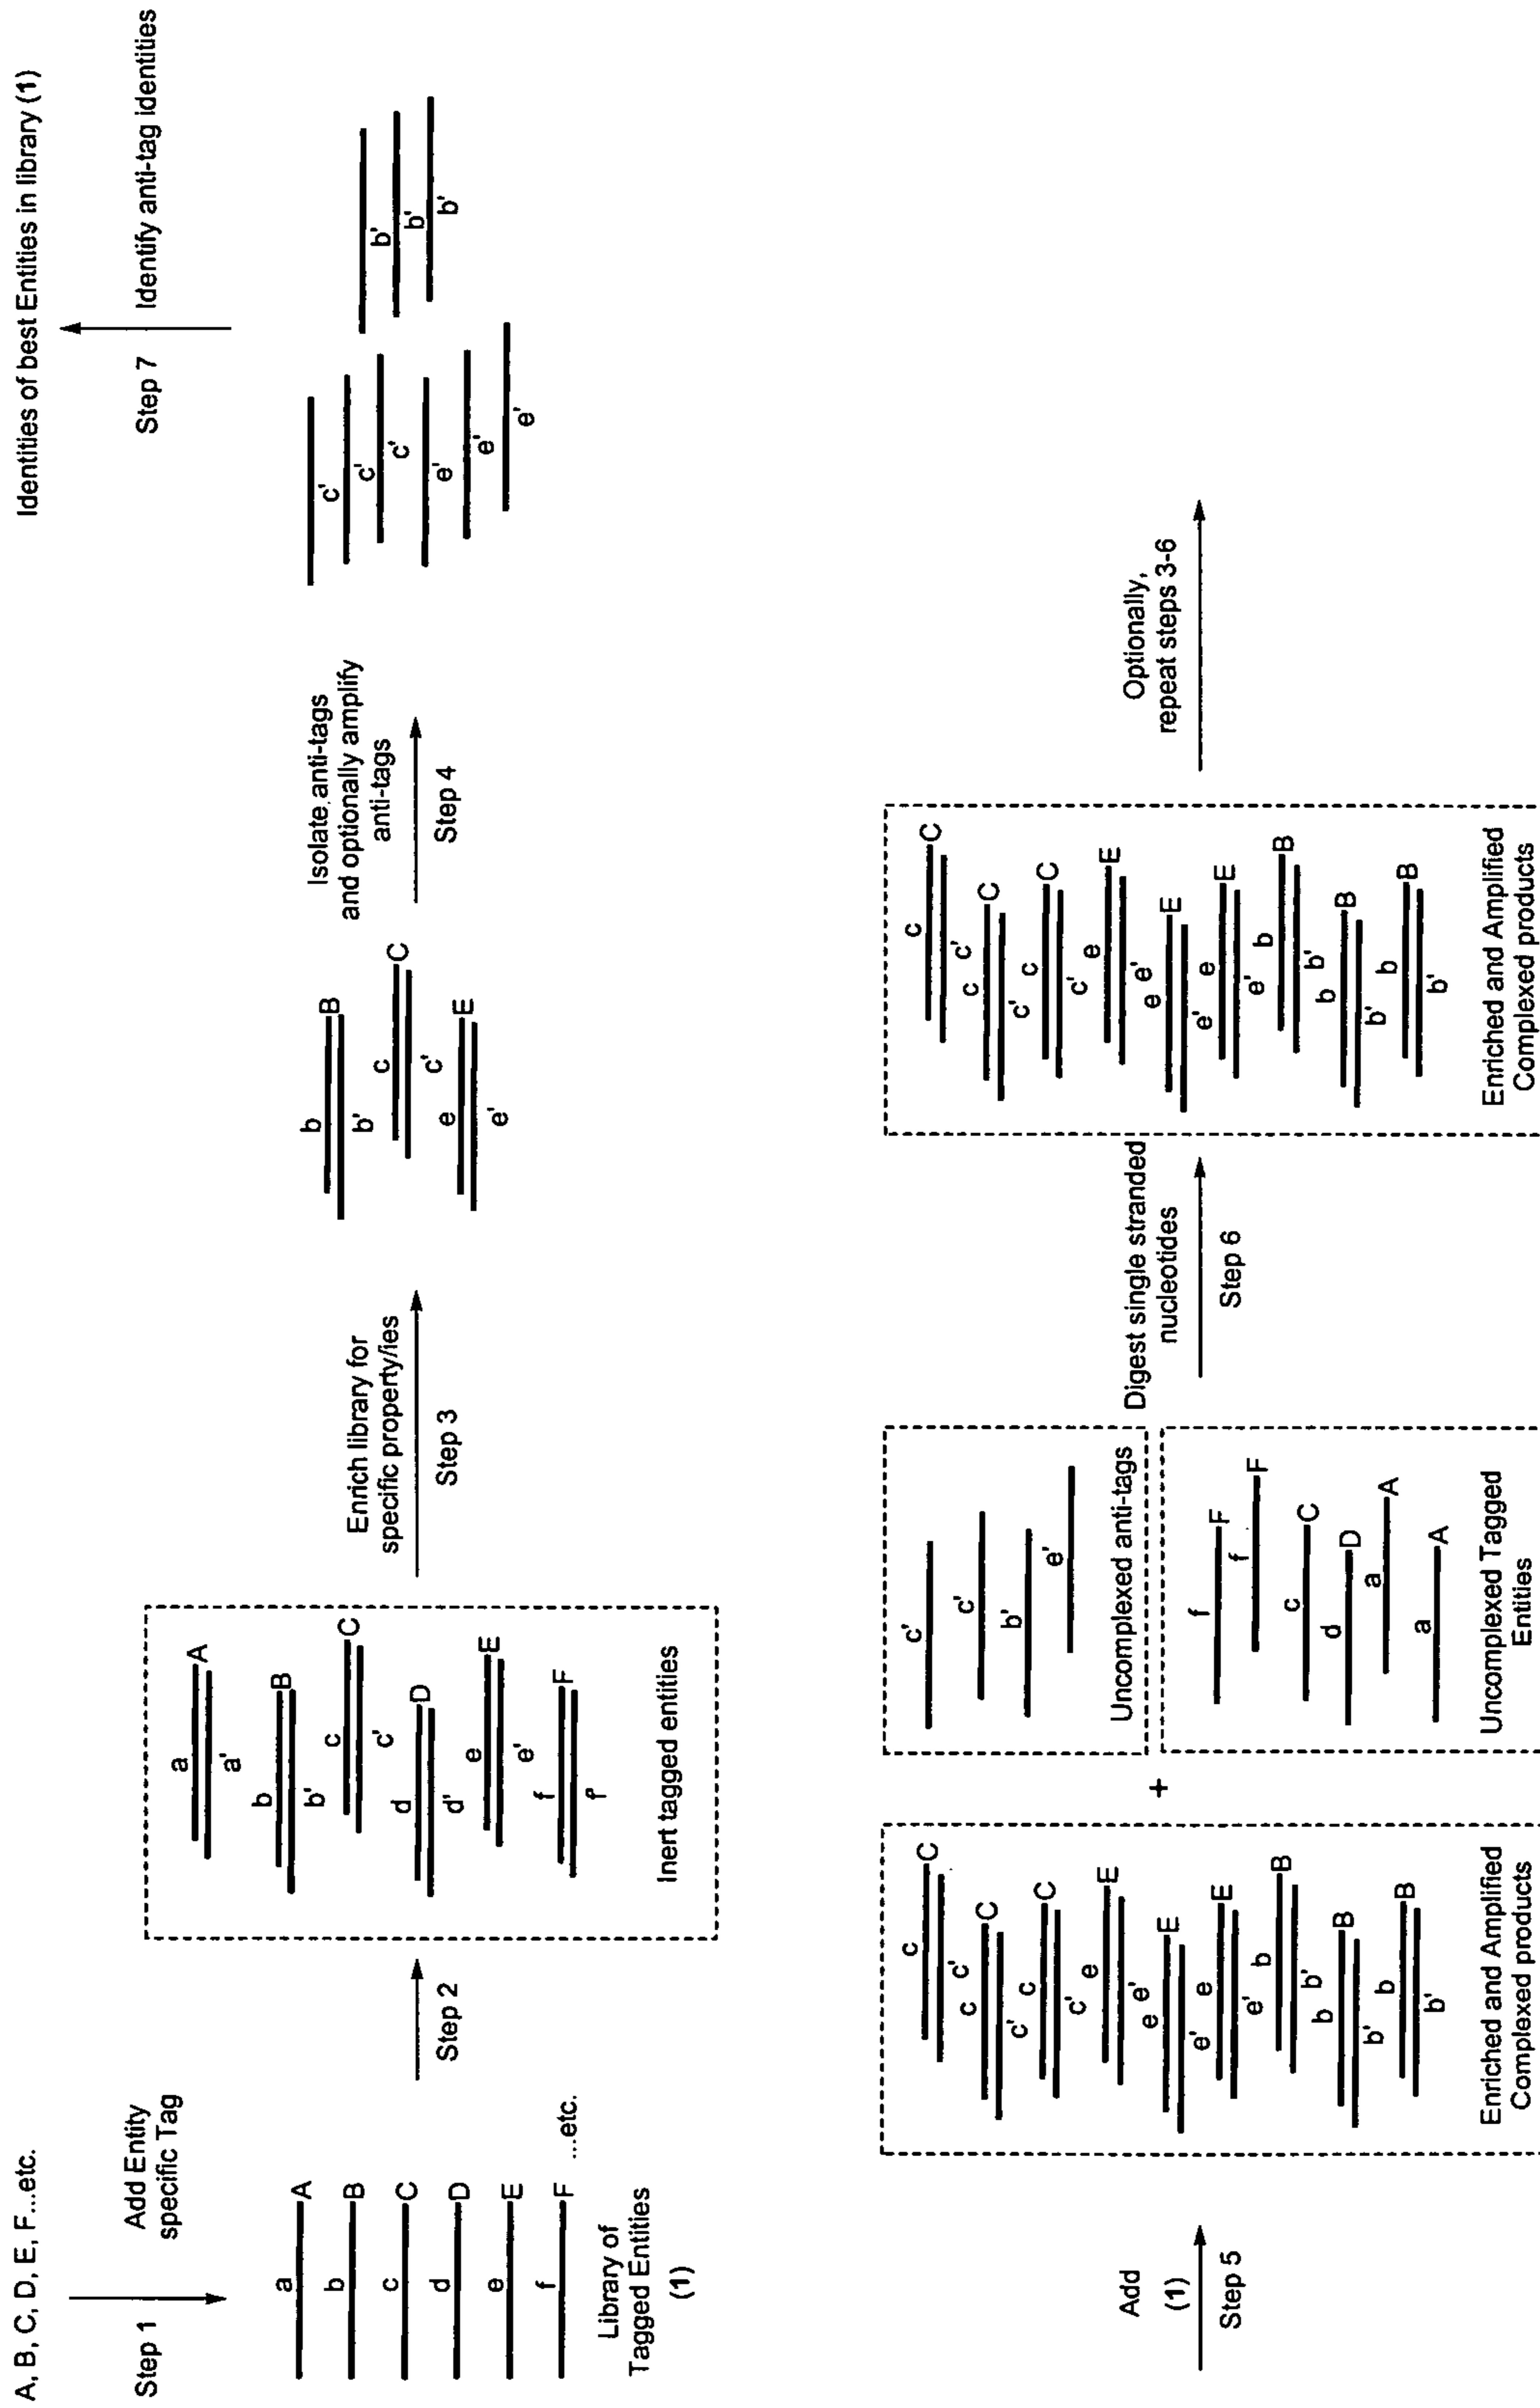 A, B, C, D, E, F...etc.
Step 1
Add Entity
specific Tag
a
A
b
B
c
C
d
D
e
E
f
F
...etc.
Library of
Tagged Entities
(1)
Step 2
a
A
a'
b
B
b'
c
C
c'
d
D
d'
e
E
e'
f
F
f'
Inert tagged entities
Enrich library for
specific property/ies
Step 3
b
B
b'
c
C
c'
e
E
e'
Isolate anti-tags
and optionally amplify
anti-tags
Step 4
c'
c'
c'
e'
e'
e'
b'
b'
b'
Step 7
Identify anti-tag identities
Identities of best Entities in library (1)
Add
(1)
Step 5
c
C
c'
c
C
c'
c
C
c'
e
E
e'
e
E
e'
e
E
e'
b
B
b'
b
B
b'
b
B
b'
Enriched and Amplified
Complexed products
+
c'
c'
b'
e'
Uncomplexed anti-tags
f
F
f
F
c
C
d
D
a
A
a
A
Uncomplexed Tagged
Entities
Digest single stranded
nucleotides
Step 6
c
C
c'
c
C
c'
c
C
c'
e
E
e'
e
E
e'
e
E
e'
b
B
b'
b
B
b'
b
B
b'
Enriched and Amplified
Complexed products
Optionally,
repeat steps 3-6